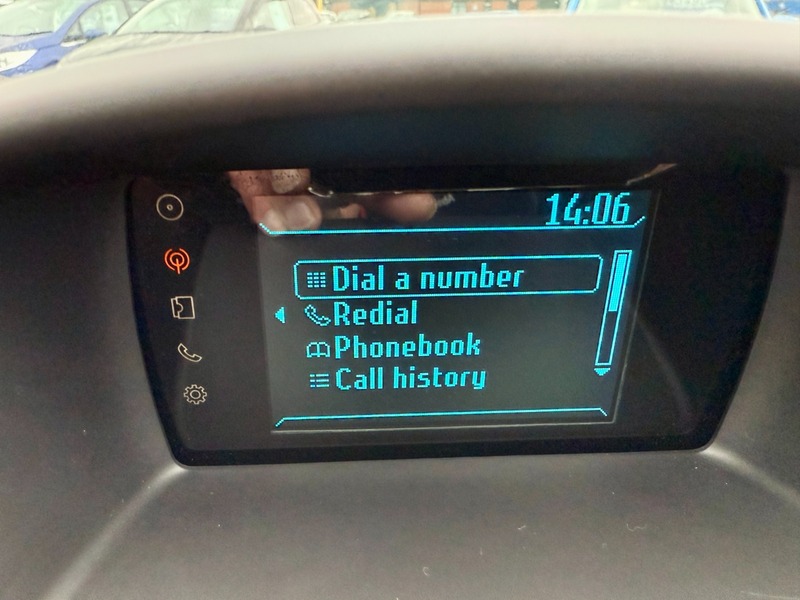 14:06
Dial a number
Redial
Phonebook
Call history